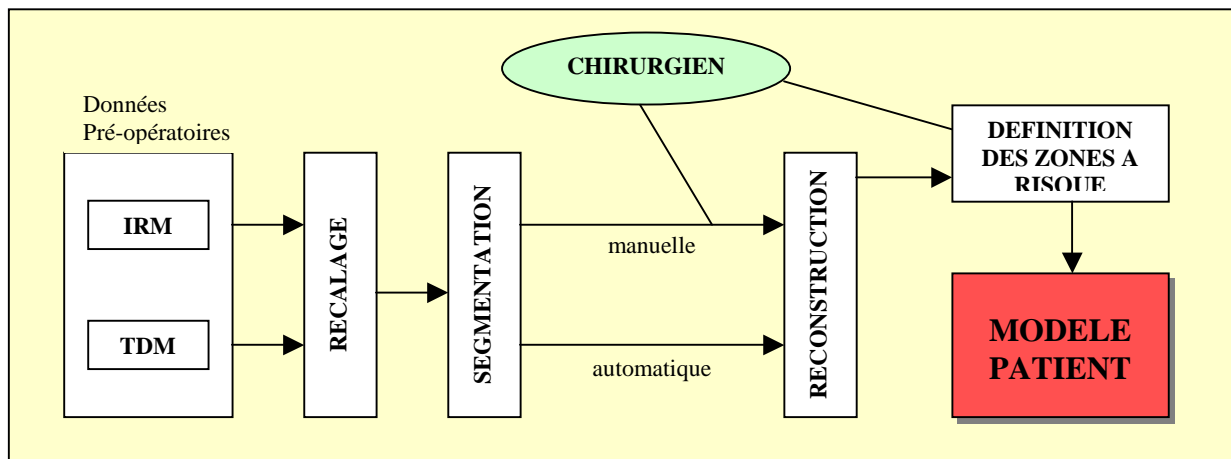 CHIRURGIEN
Données
Pré-opératoires
IRM
TDM
RECALAGE
SEGMENTATION
manuelle
automatique
RECONSTRUCTION
DEFINITION
DES ZONES A
RISQUE
MODELE
PATIENT